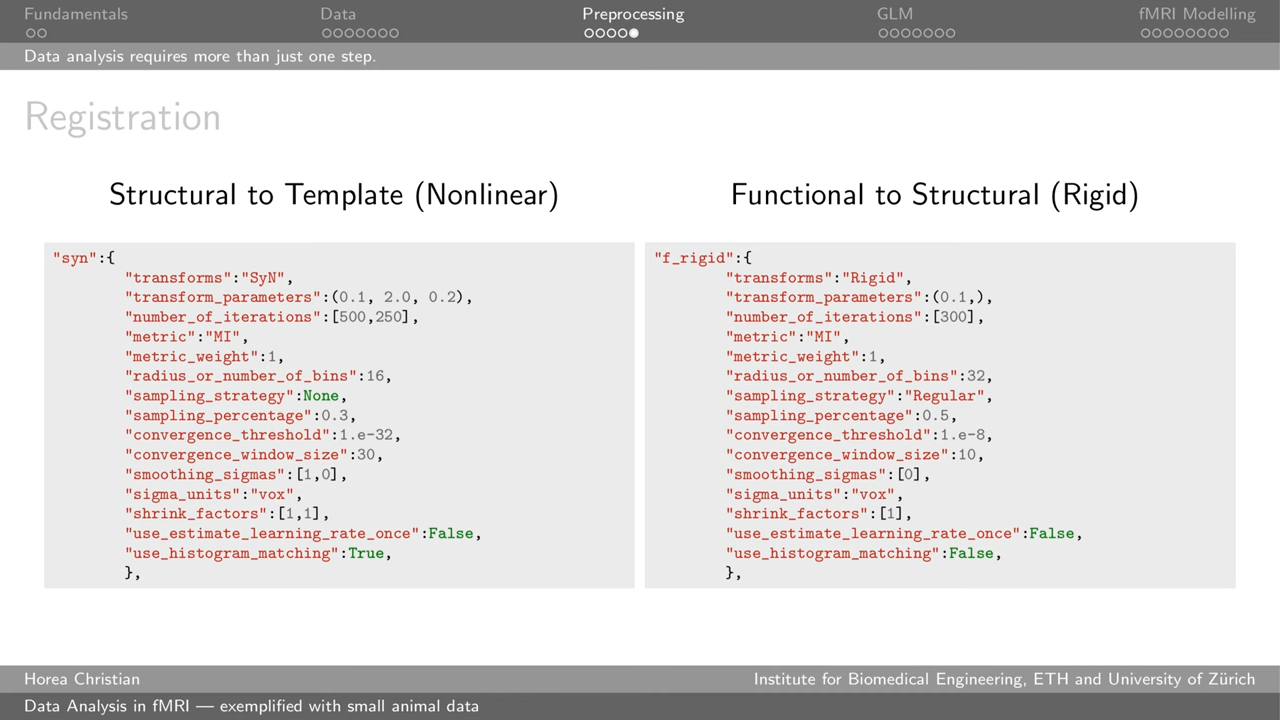 Fundamentals
Data
Preprocessing
GLM
fMRI Modelling
Data analysis requires more than just one step.
Registration
Structural to Template (Nonlinear)
"syn":{
"transforms":"SyN",
"transform_parameters":(0.1, 2.0, 0.2),
"number_of_iterations":[500,250],
"metric":"MI",
"metric_weight":1,
"radius_or_number_of_bins":16,
"sampling_strategy":None,
"sampling_percentage":0.3,
"convergence_threshold":1.e-32,
"convergence_window_size":30,
"smoothing_sigmas":[1,0],
"sigma_units":"vox",
"shrink_factors":[1,1],
"use_estimate_learning_rate_once":False,
"use_histogram_matching":True,
},
Functional to Structural (Rigid)
"f_rigid":{
"transforms":"Rigid",
"transform_parameters":(0.1,),
"number_of_iterations":[300],
"metric":"MI",
"metric_weight":1,
"radius_or_number_of_bins":32,
"sampling_strategy":"Regular",
"sampling_percentage":0.5,
"convergence_threshold":1.e-8,
"convergence_window_size":10,
"smoothing_sigmas":[0],
"sigma_units":"vox",
"shrink_factors":[1],
"use_estimate_learning_rate_once":False,
"use_histogram_matching":False,
},
Horea Christian
Institute for Biomedical Engineering, ETH and University of Zürich
Data Analysis in fMRI — exemplified with small animal data